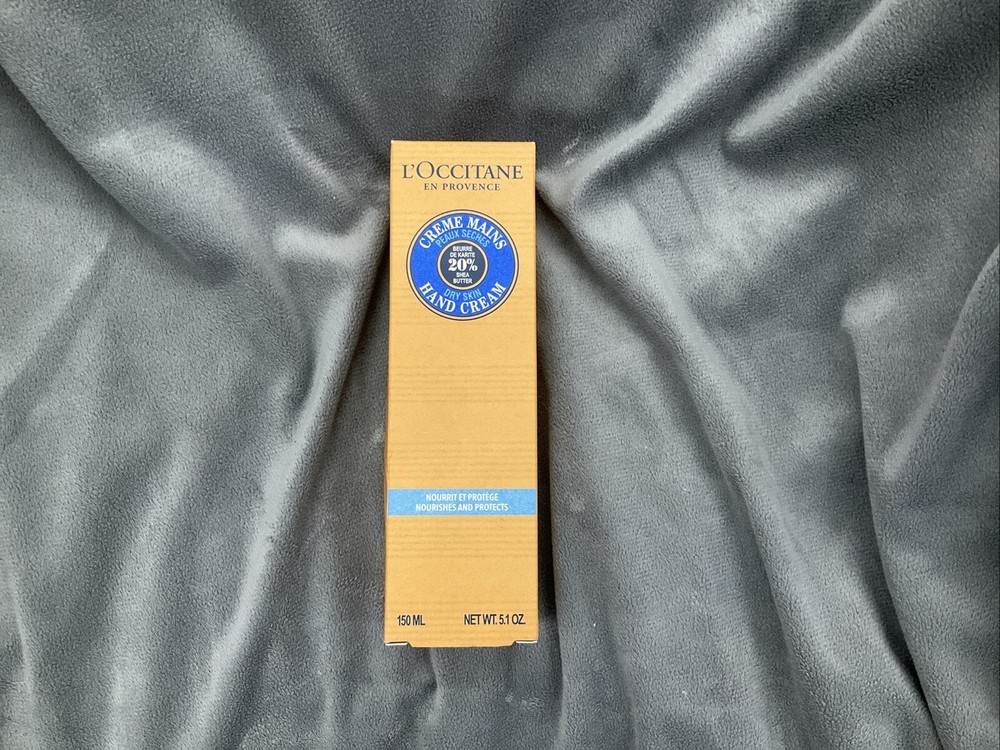 L'OCCITANE
EN PROVENCE
CREME MAINS
PEAUX SECHES
BEURRE
DE KARITE
20%
SHEA
BUTTER
DRY SKIN
HAND CREAM
NOURRIT ET PROTÈGE
NOURISHES AND PROTECTS
150 ML NET WT. 5.1 OZ.